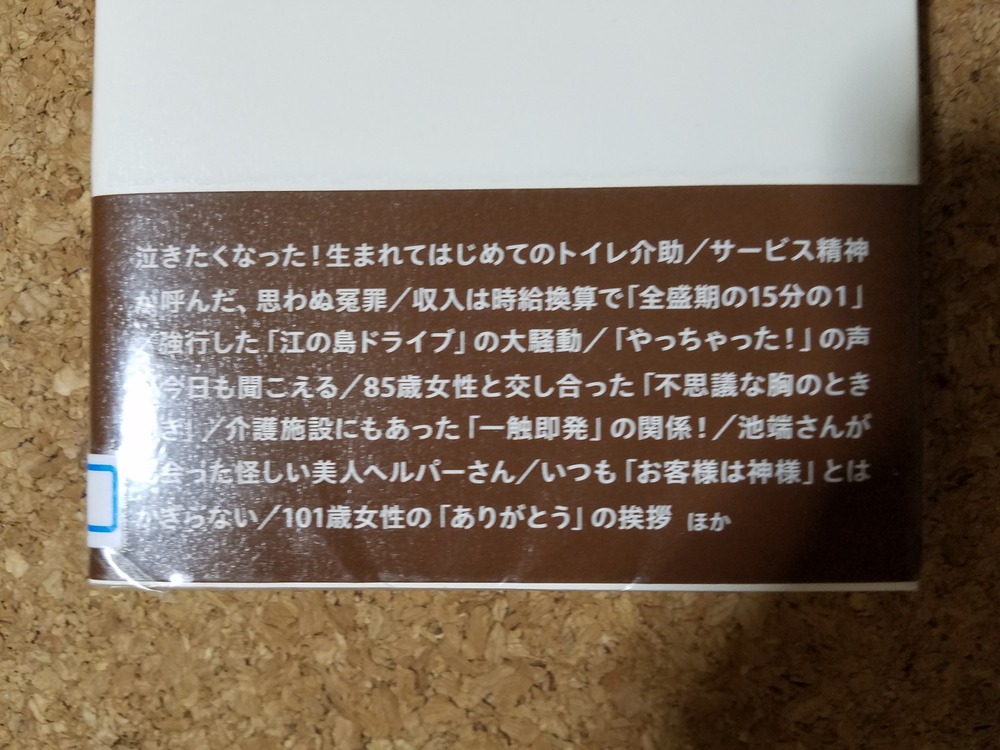 泣きたくなった！生まれてはじめてのトイレ介助／サービス精神
が呼んだ、思わぬ冤罪／収入は時給換算で「全盛期の15分の1」
強行した「江の島ドライブ」の大騒動／「やっちゃった！」の声
今日も聞こえる／85歳女性と交し合った「不思議な胸のとき
き」／介護施設にもあった「一触即発」の関係！／池端さんが
会った怪しい美人ヘルパーさん／いつも「お客様は神様」とは
かぎらない／101歳女性の「ありがとう」の挨拶 ほか